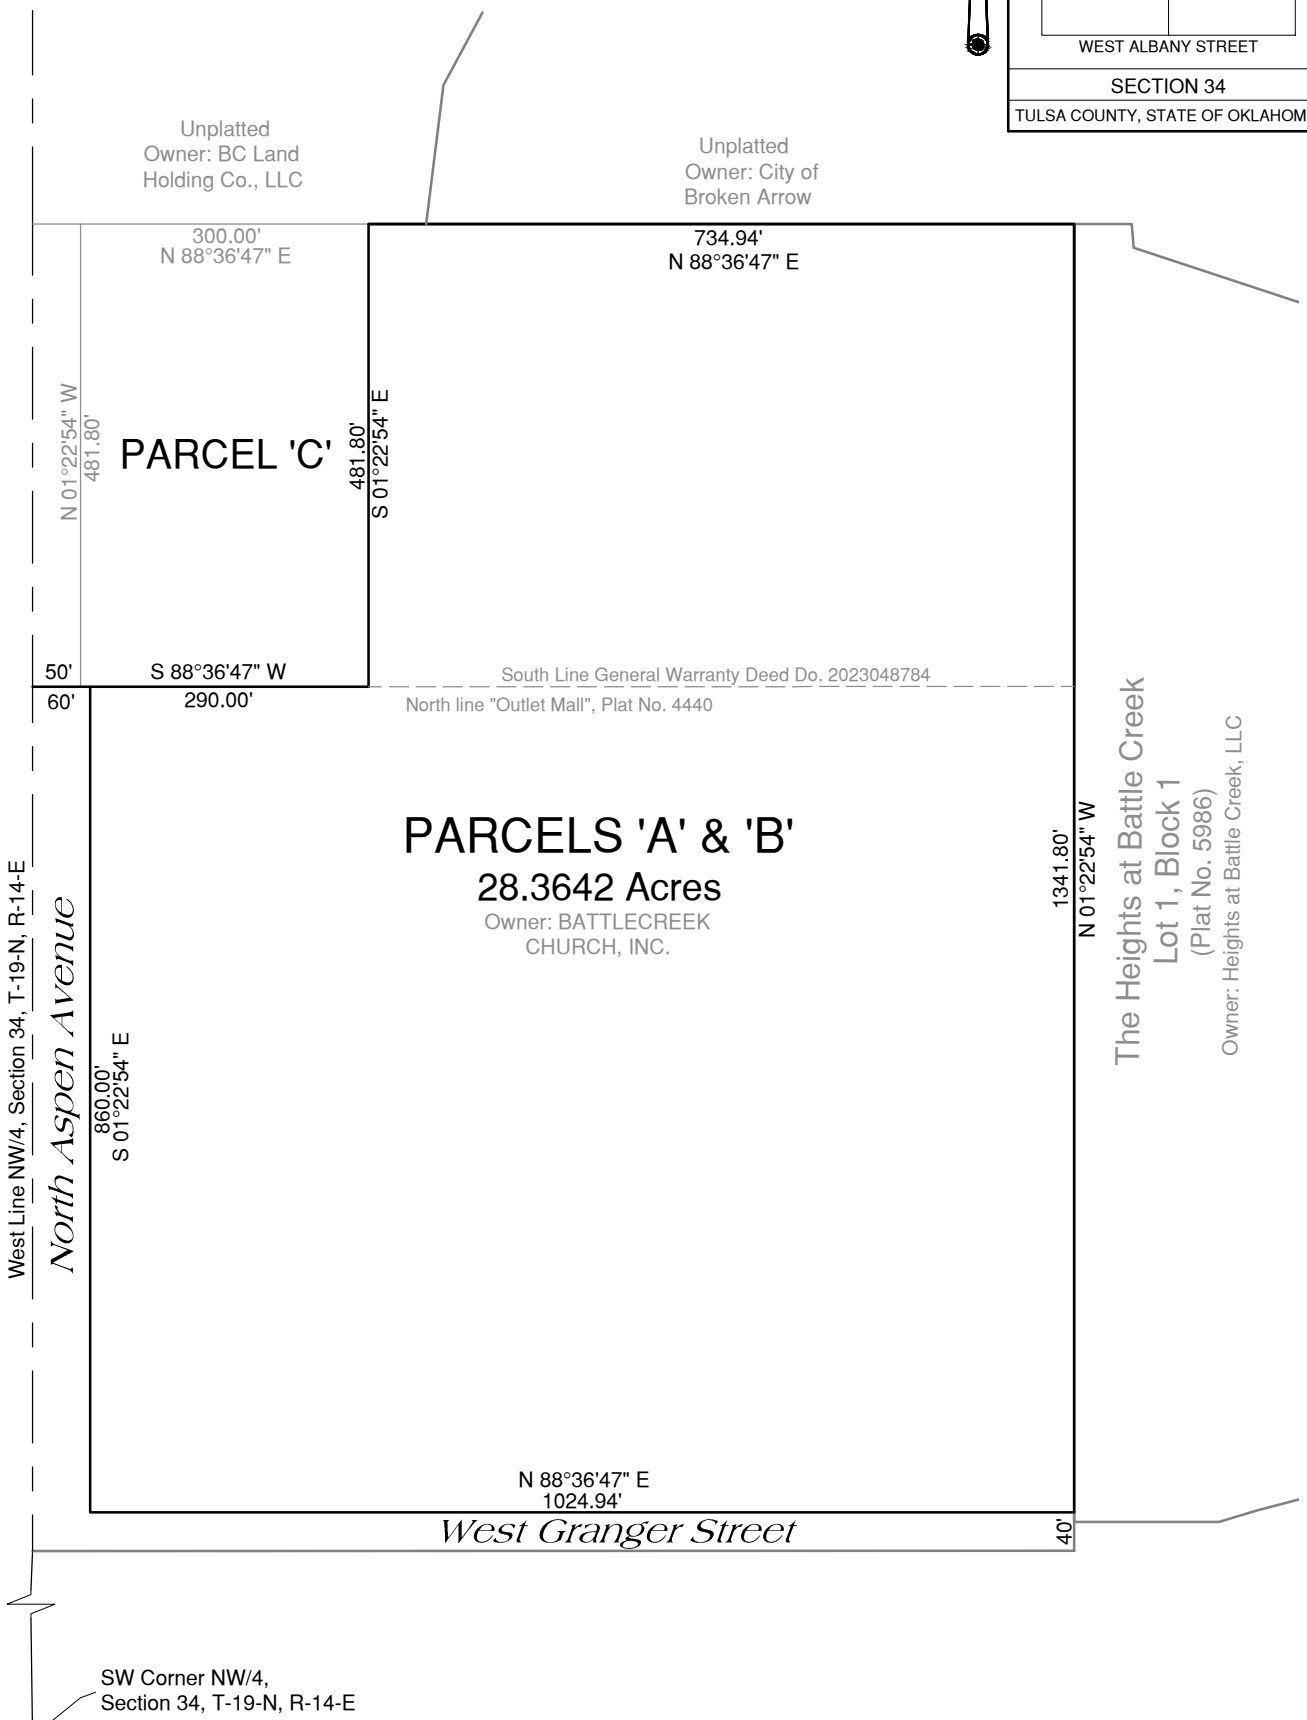 WEST ALBANY STREET
SECTION 34
TULSA COUNTY, STATE OF OKLAHOM
Unplatted
Owner: BC Land
Holding Co., LLC
Unplatted
Owner: City of
Broken Arrow
300.00'
N 88°36'47" E
734.94'
N 88°36'47" E
N 01°22'54" W
481.80'
PARCEL 'C'
481.80'
S 01°22'54" E
50'
S 88°36'47" W
60'
290.00'
South Line General Warranty Deed Do. 2023048784
North line "Outlet Mall", Plat No. 4440
PARCELS 'A' & 'B'
28.3642 Acres
Owner: BATTLECREEK
CHURCH, INC.
1341.80'
N 01°22'54" W
The Heights at Battle Creek
Lot 1, Block 1
(Plat No. 5986)
Owner: Heights at Battle Creek, LLC
West Line NW/4, Section 34, T-19-N, R-14-E
North Aspen Avenue
860.00'
S 01°22'54" E
N 88°36'47" E
1024.94'
West Granger Street
40'
SW Corner NW/4,
Section 34, T-19-N, R-14-E